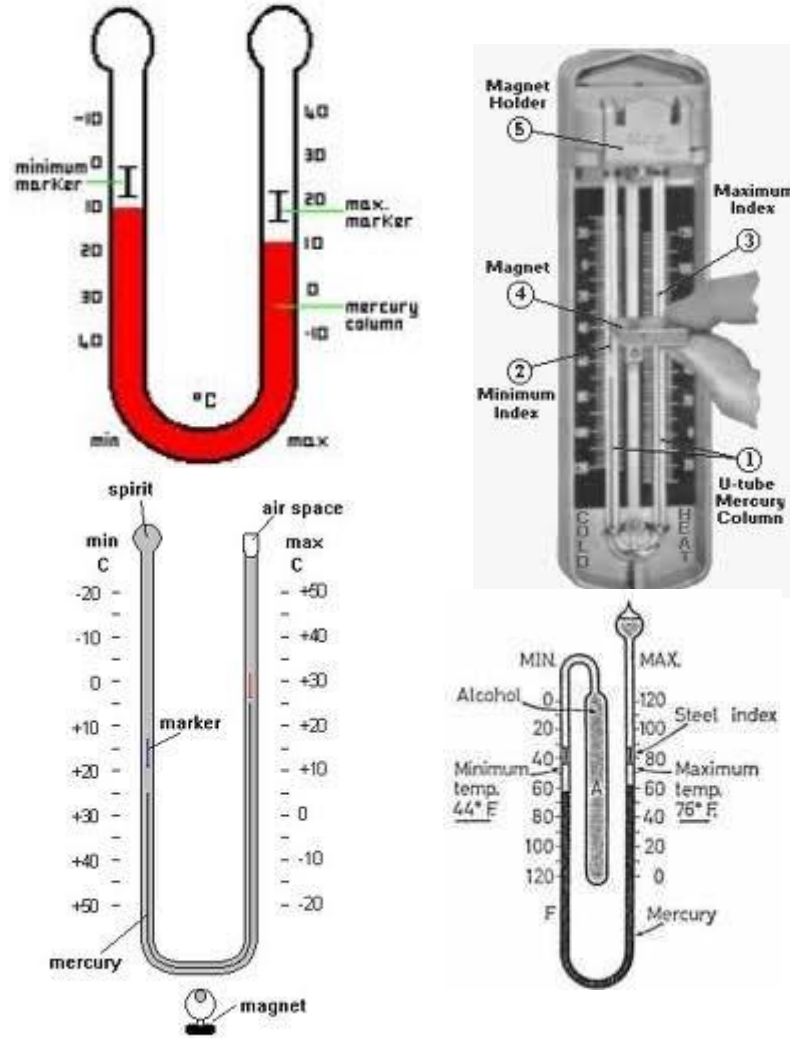 -10
0
10
20
30
40
minimum
marker
40
30
20
10
0
-10
max.
marker
mercury
column
°C
min
max
Magnet
Holder
5
Maximum
Index
3
Magnet
4
2
Minimum
Index
1
U-tube
Mercury
Column
COLD
HEAT
spirit
air space
min
C
max
C
-20
-10
0
+10
+20
+30
+40
+50
+50
+40
+30
+20
+10
0
-10
-20
marker
mercury
magnet
MIN.
MAX.
Alcohol
0
20
40
60
80
100
120
120
100
80
60
40
20
0
Steel index
Minimum
temp.
44° F.
A
Maximum
temp.
76° F.
F
Mercury